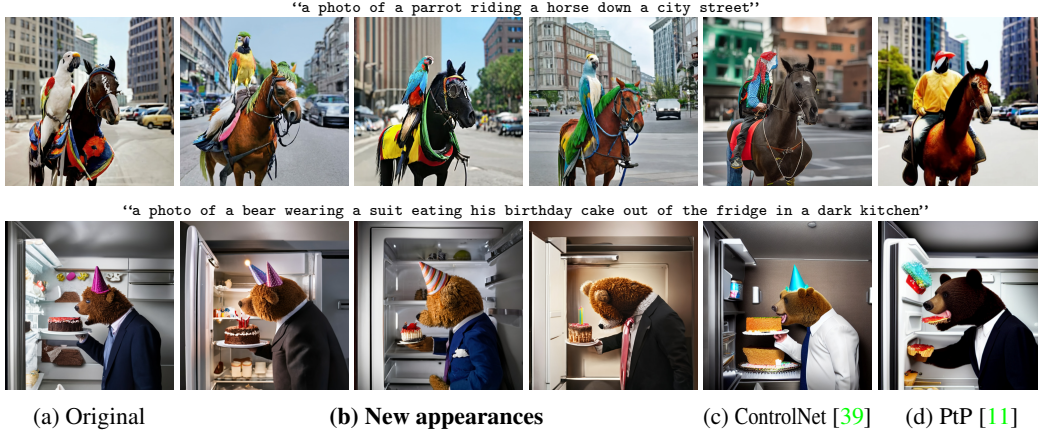 “a photo of a parrot riding a horse down a city street”
“a photo of a bear wearing a suit eating his birthday cake out of the fridge in a dark kitchen”
(a) Original (b) New appearances (c) ControlNet [39] (d) PtP [11]